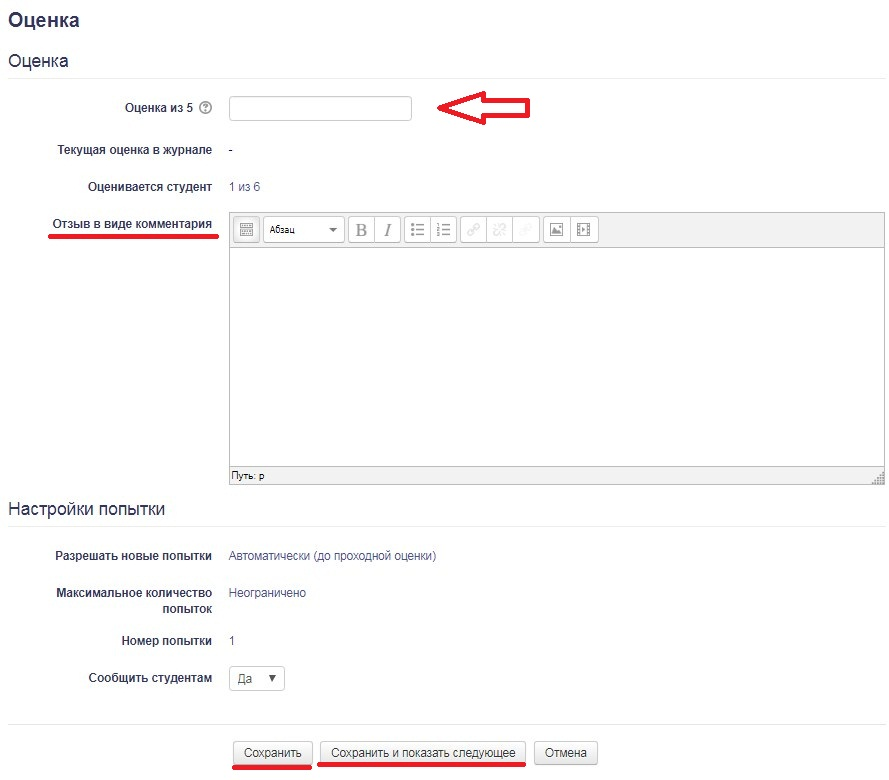 Оценка
Оценка
Оценка из 5
Текущая оценка в журнале -
Оценивается студент 1 из 6
Отзыв в виде комментария
Абзац
B I
Путь: p
Настройки попытки
Разрешать новые попытки Автоматически (до проходной оценки)
Максимальное количество Неограничено
попыток
Номер попытки 1
Сообщить студентам Да
Сохранить Сохранить и показать следующее Отмена